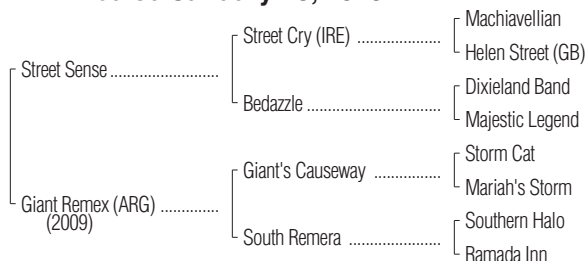 Machiavellian
Street Cry (IRE) ....................
Helen Street (GB)
Street Sense ..........................
Dixieland Band
Bedazzle .................................
Majestic Legend
Storm Cat
Giant's Causeway ................
Mariah's Storm
Giant Remex (ARG) ..............
(2009)
Southern Halo
South Remera ......................
Ramada Inn